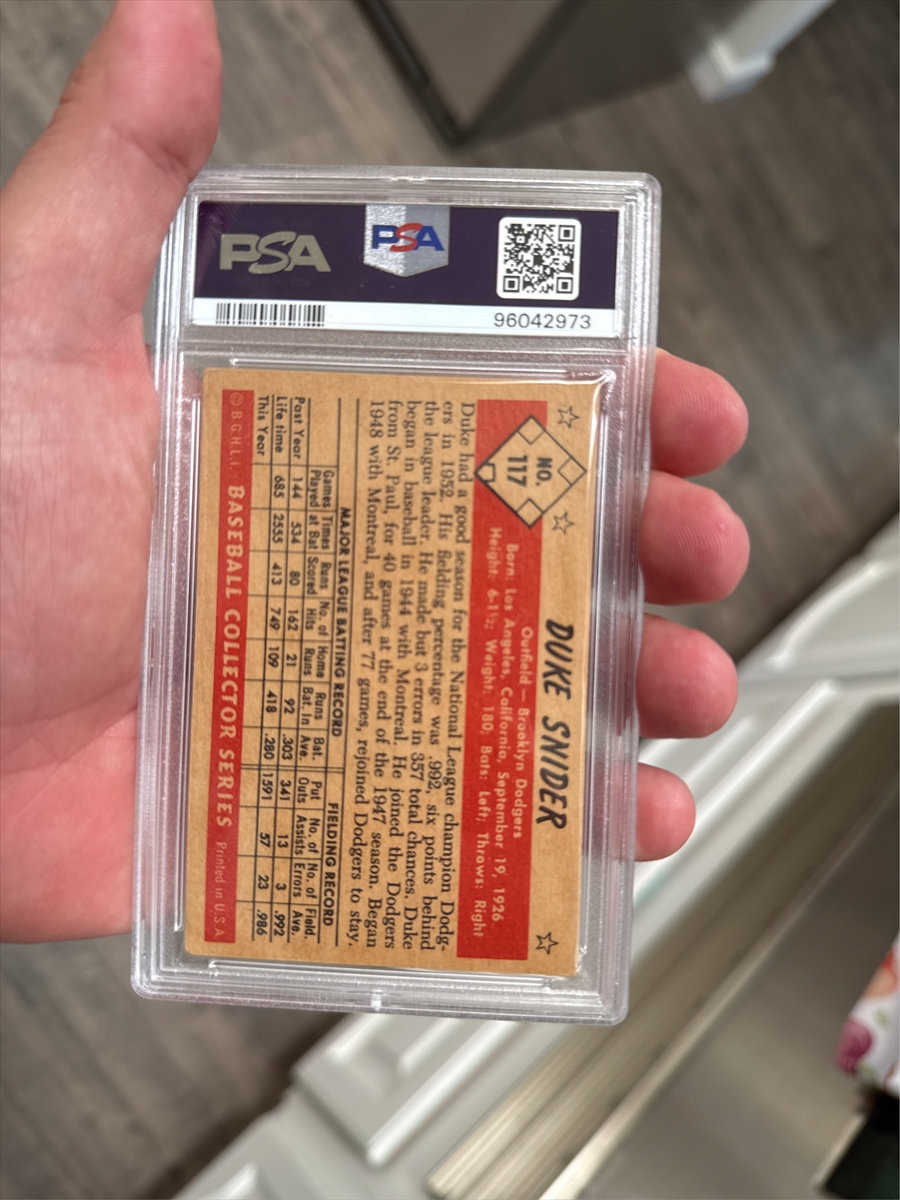 PSA
PSA
96042973
NO.
117
DUKE SNIDER
Outfield — Brooklyn Dodgers
Born: Los Angeles, California, September 19, 1926
Height: 6-1½; Weight: 180; Bats: Left; Throws: Right
Duke had a good season for the National League champion Dodg-
ers in 1952. His fielding percentage was .992, six points behind
the league leader. He made but 3 errors in 357 total chances. Duke
began in baseball in 1944 with Montreal. He joined the Dodgers
from St. Paul, for 40 games at the end of the 1947 season. Began
1948 with Montreal, and after 77 games, rejoined Dodgers to stay.
MAJOR LEAGUE BATTING RECORD FIELDING RECORD
Games Times Runs No. of Home Runs Bat. Put No. of No. of Field.
Played at Bat Scored Hits Runs Bat. In Ave. Outs Assists Errors Ave.
Past Year 144 534 80 162 21 92 .303 341 13 3 .992
Life time 685 2555 413 749 109 418 .280 1591 57 23 .986
This Year
© B.G.H.L.I. BASEBALL COLLECTOR SERIES Printed in U.S.A.